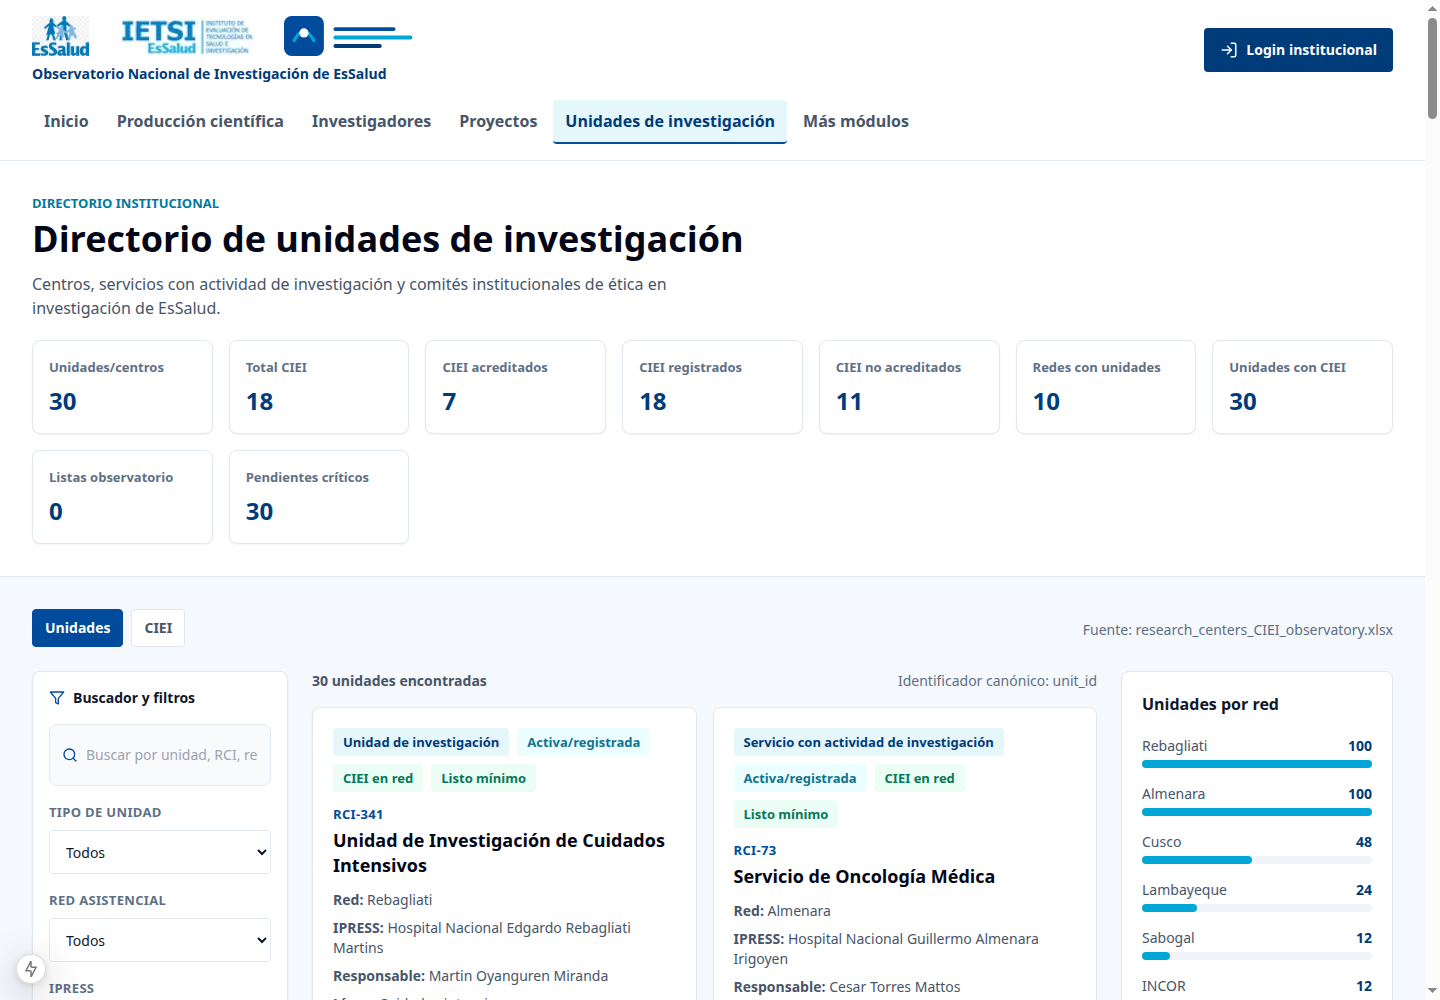 EsSalud
IETSI
EsSalud
INSTITUTO DE
EVALUACIÓN DE
TECNOLOGÍAS EN
SALUD E
INVESTIGACIÓN
Observatorio Nacional de Investigación de EsSalud
Login institucional
Inicio
Producción científica
Investigadores
Proyectos
Unidades de investigación
Más módulos
DIRECTORIO INSTITUCIONAL
Directorio de unidades de investigación
Centros, servicios con actividad de investigación y comités institucionales de ética en
investigación de EsSalud.
Unidades/centros
30
Total CIEI
18
CIEI acreditados
7
CIEI registrados
18
CIEI no acreditados
11
Redes con unidades
10
Unidades con CIEI
30
Listas observatorio
0
Pendientes críticos
30
Unidades
CIEI
Fuente: research_centers_CIEI_observatory.xlsx
Buscador y filtros
Buscar por unidad, RCI, re
TIPO DE UNIDAD
Todos
RED ASISTENCIAL
Todos
IPRESS
30 unidades encontradas
Identificador canónico: unit_id
Unidad de investigación
Activa/registrada
CIEI en red
Listo mínimo
RCI-341
Unidad de Investigación de Cuidados
Intensivos
Red: Rebagliati
IPRESS: Hospital Nacional Edgardo Rebagliati
Martins
Responsable: Martin Oyanguren Miranda
Servicio con actividad de investigación
Activa/registrada
CIEI en red
Listo mínimo
RCI-73
Servicio de Oncología Médica
Red: Almenara
IPRESS: Hospital Nacional Guillermo Almenara
Irigoyen
Responsable: Cesar Torres Mattos
Unidades por red
Rebagliati 100
Almenara 100
Cusco 48
Lambayeque 24
Sabogal 12
INCOR 12